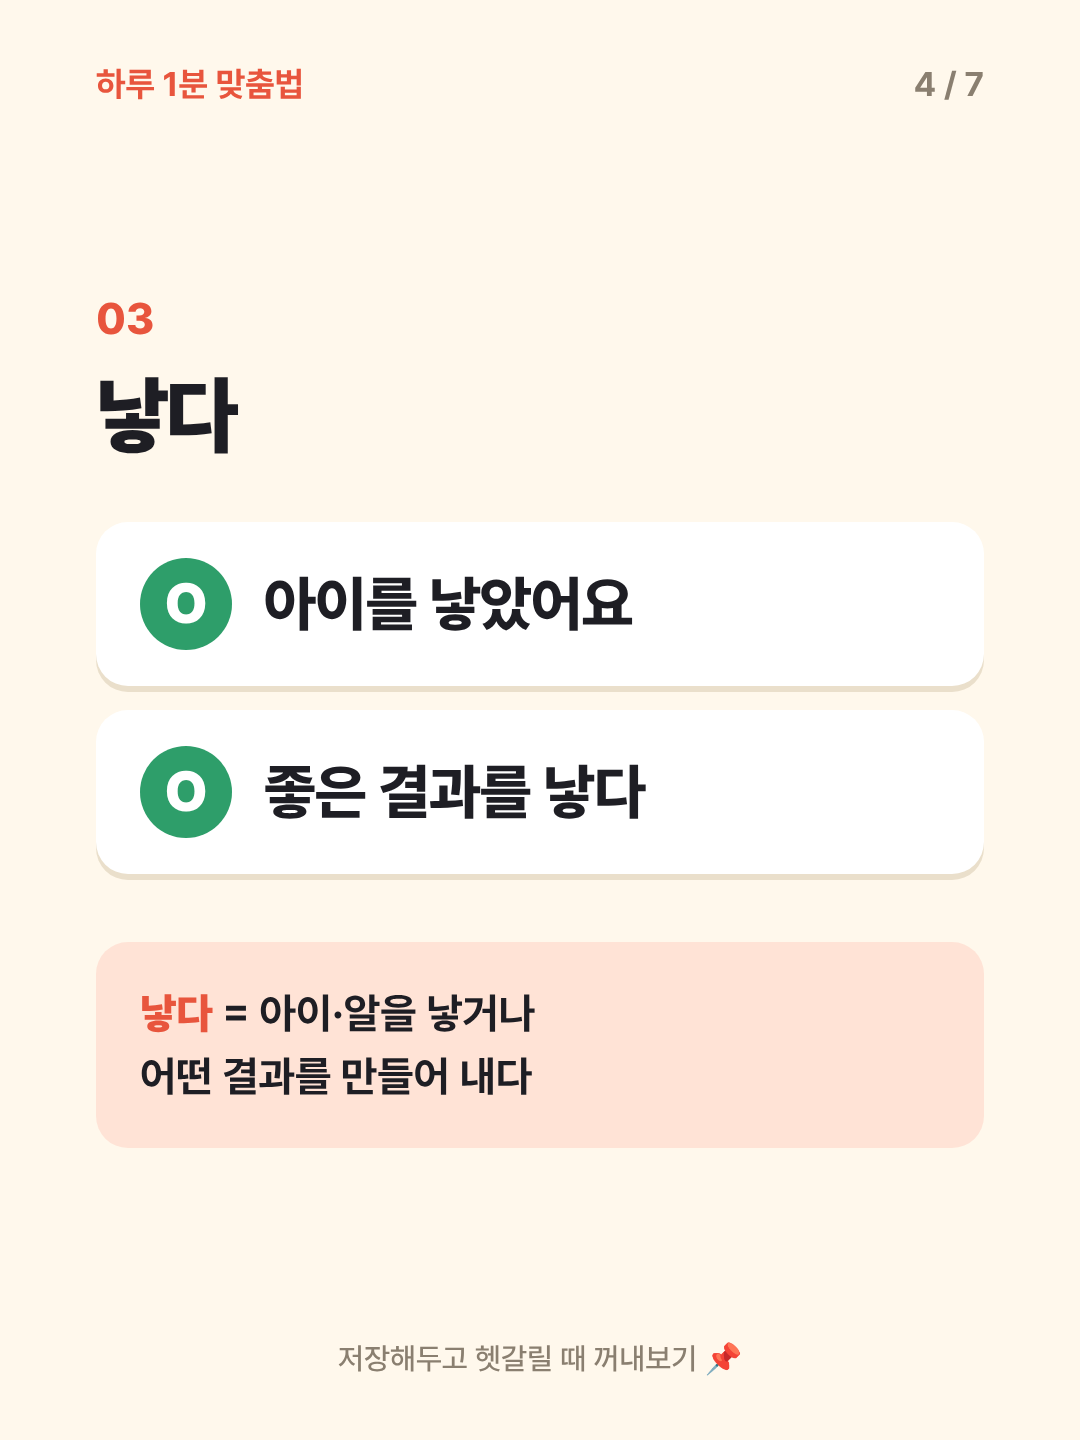 하루 1분 맞춤법
4 / 7
03
낳다
O 아이를 낳았어요
O 좋은 결과를 낳다
낳다 = 아이·알을 낳거나
어떤 결과를 만들어 내다
저장해두고 헷갈릴 때 꺼내보기 📌